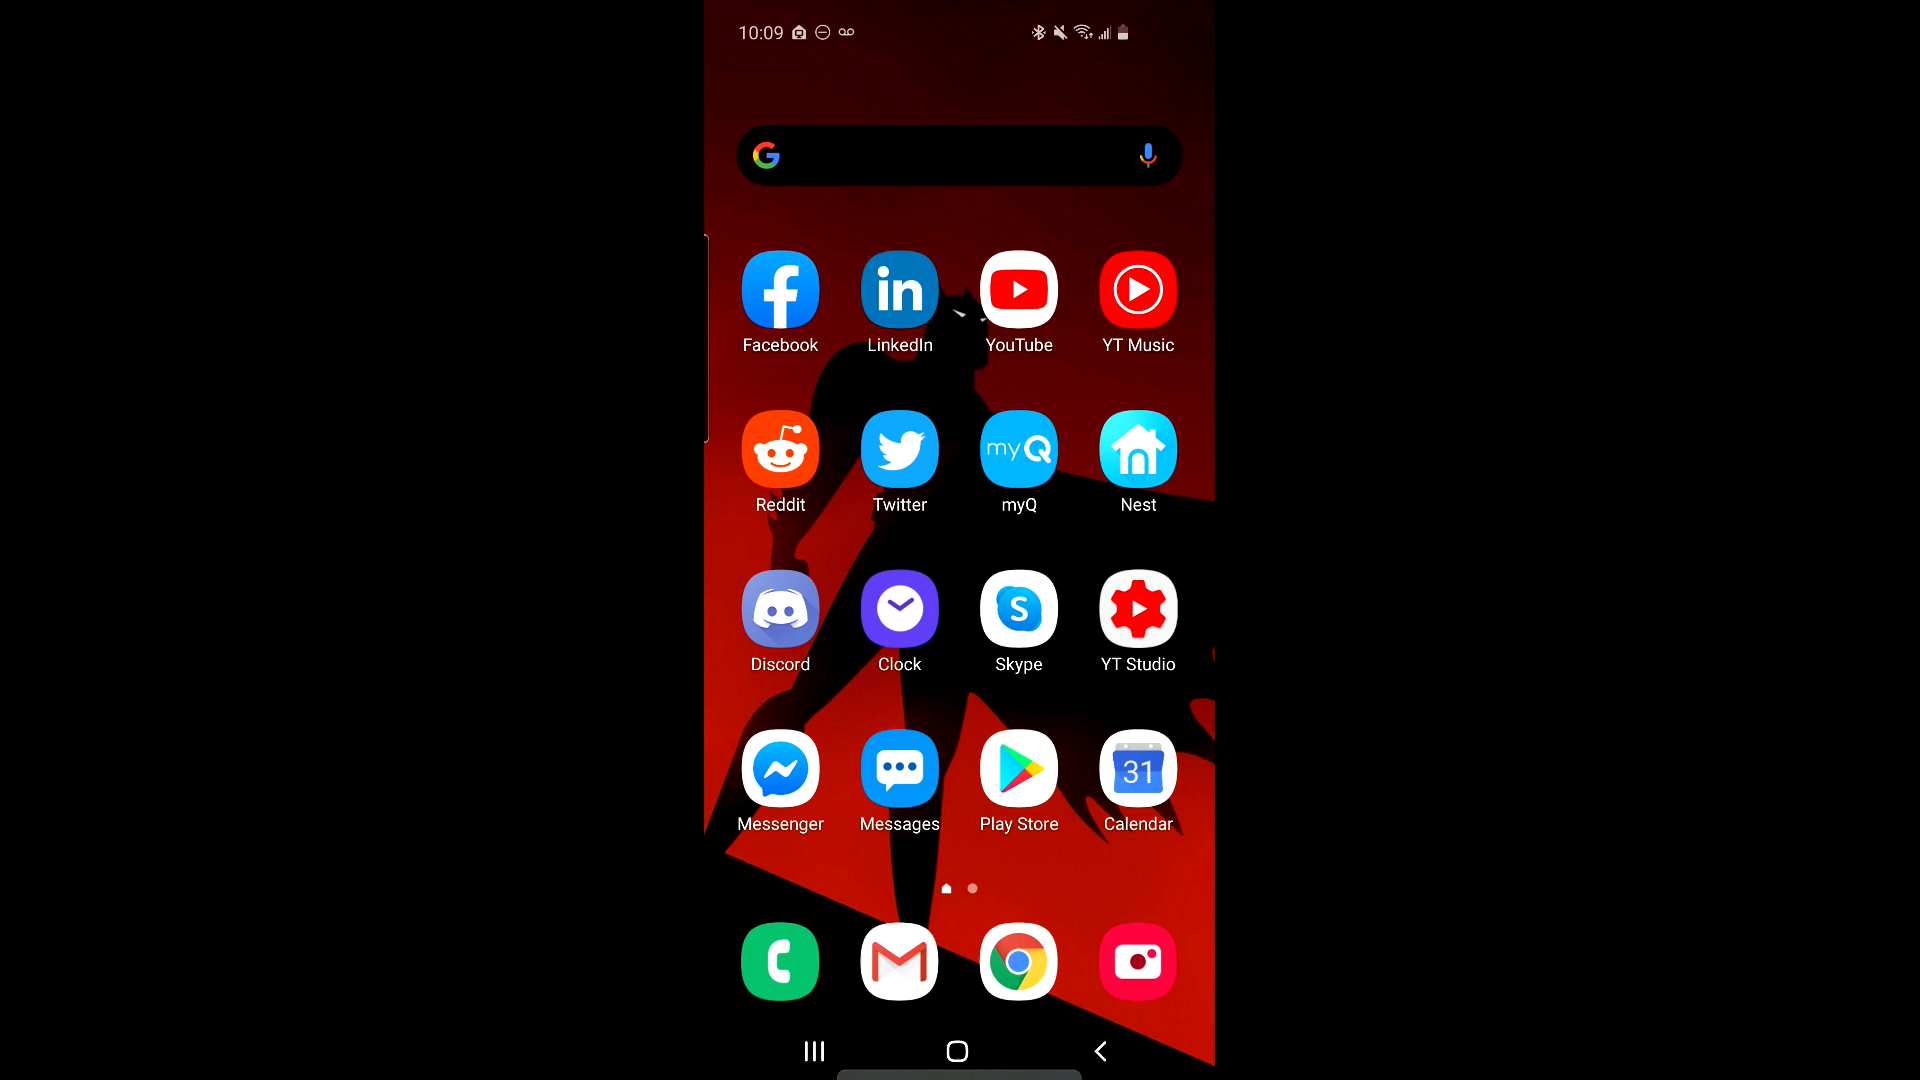 10:09
Facebook LinkedIn YouTube YT Music
Reddit Twitter myQ Nest
Discord Clock Skype YT Studio
31
Messenger Messages Play Store Calendar